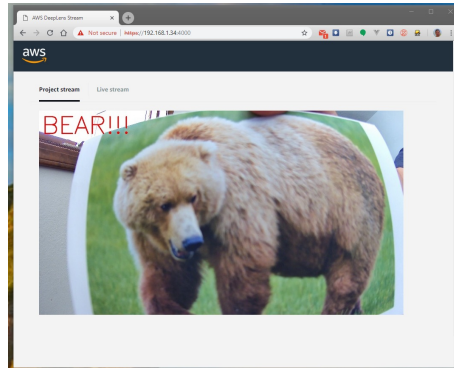 AWS DeepLens Stream
Not secure | https://192.168.1.34:4000
aws
Project stream Live stream
BEAR!!!